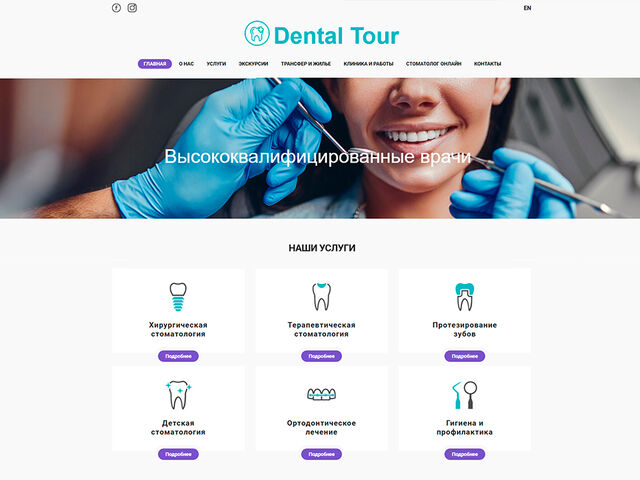 EN
Dental Tour
ГЛАВНАЯ О НАС УСЛУГИ ЭКСКУРСИИ ТРАНСФЕР И ЖИЛЬЕ КЛИНИКА И РАБОТЫ СТОМАТОЛОГ ОНЛАЙН КОНТАКТЫ
Высококвалифицированные врачи
НАШИ УСЛУГИ
Хирургическая
стоматология
Подробнее
Терапевтическая
стоматология
Подробнее
Протезирование
зубов
Подробнее
Детская
стоматология
Подробнее
Ортодонтическое
лечение
Подробнее
Гигиена и
профилактика
Подробнее